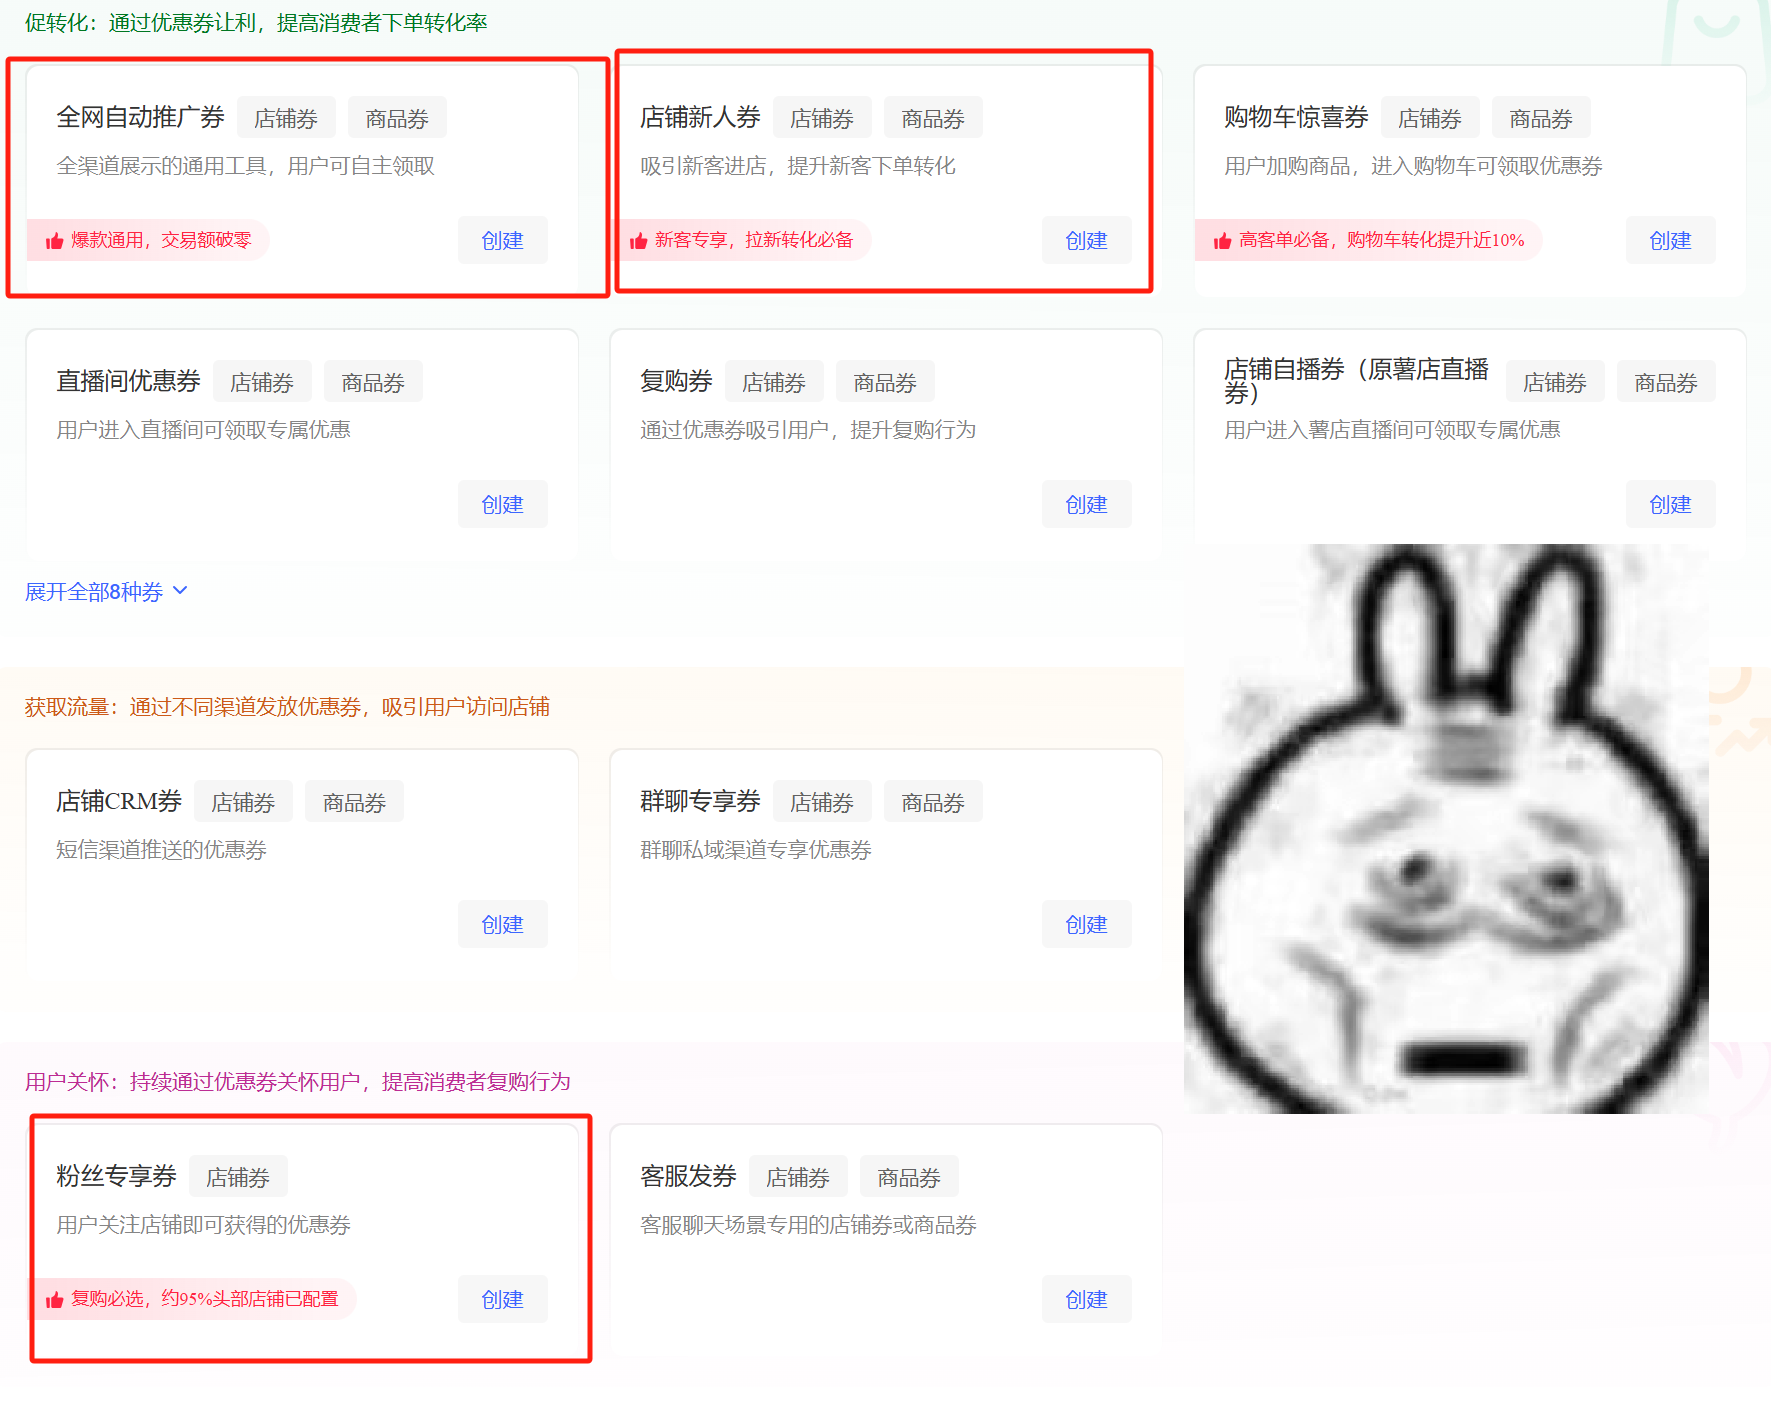 促转化：通过优惠券让利，提高消费者下单转化率
全网自动推广券 店铺券 商品券
全渠道展示的通用工具，用户可自主领取
爆款通用，交易额破零 创建
店铺新人券 店铺券 商品券
吸引新客进店，提升新客下单转化
新客专享，拉新转化必备 创建
购物车惊喜券 店铺券 商品券
用户加购商品，进入购物车可领取优惠券
高客单必备，购物车转化提升近10% 创建
直播间优惠券 店铺券 商品券
用户进入直播间可领取专属优惠
创建
复购券 店铺券 商品券
通过优惠券吸引用户，提升复购行为
创建
店铺自播券（原薯店直播
券） 店铺券 商品券
用户进入薯店直播间可领取专属优惠
创建
展开全部8种券
获取流量：通过不同渠道发放优惠券，吸引用户访问店铺
店铺CRM券 店铺券 商品券
短信渠道推送的优惠券
创建
群聊专享券 店铺券 商品券
群聊私域渠道专享优惠券
创建
用户关怀：持续通过优惠券关怀用户，提高消费者复购行为
粉丝专享券 店铺券
用户关注店铺即可获得的优惠券
复购必选，约95%头部店铺已配置 创建
客服发券 店铺券 商品券
客服聊天场景专用的店铺券或商品券
创建